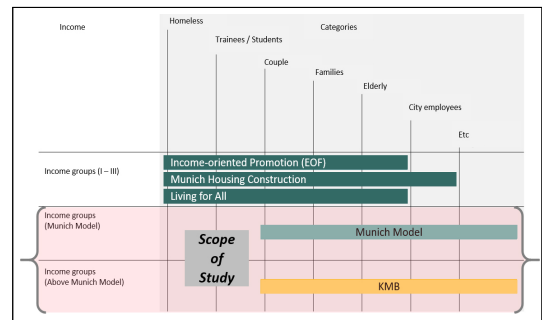 Income
Homeless
Categories
Trainees / Students
Couple
Families
Elderly
City employees
Etc
Income groups (I – III)
Income-oriented Promotion (EOF)
Munich Housing Construction
Living for All
Income groups
(Munich Model)
Scope
of
Study
Munich Model
Income groups
(Above Munich Model)
KMB